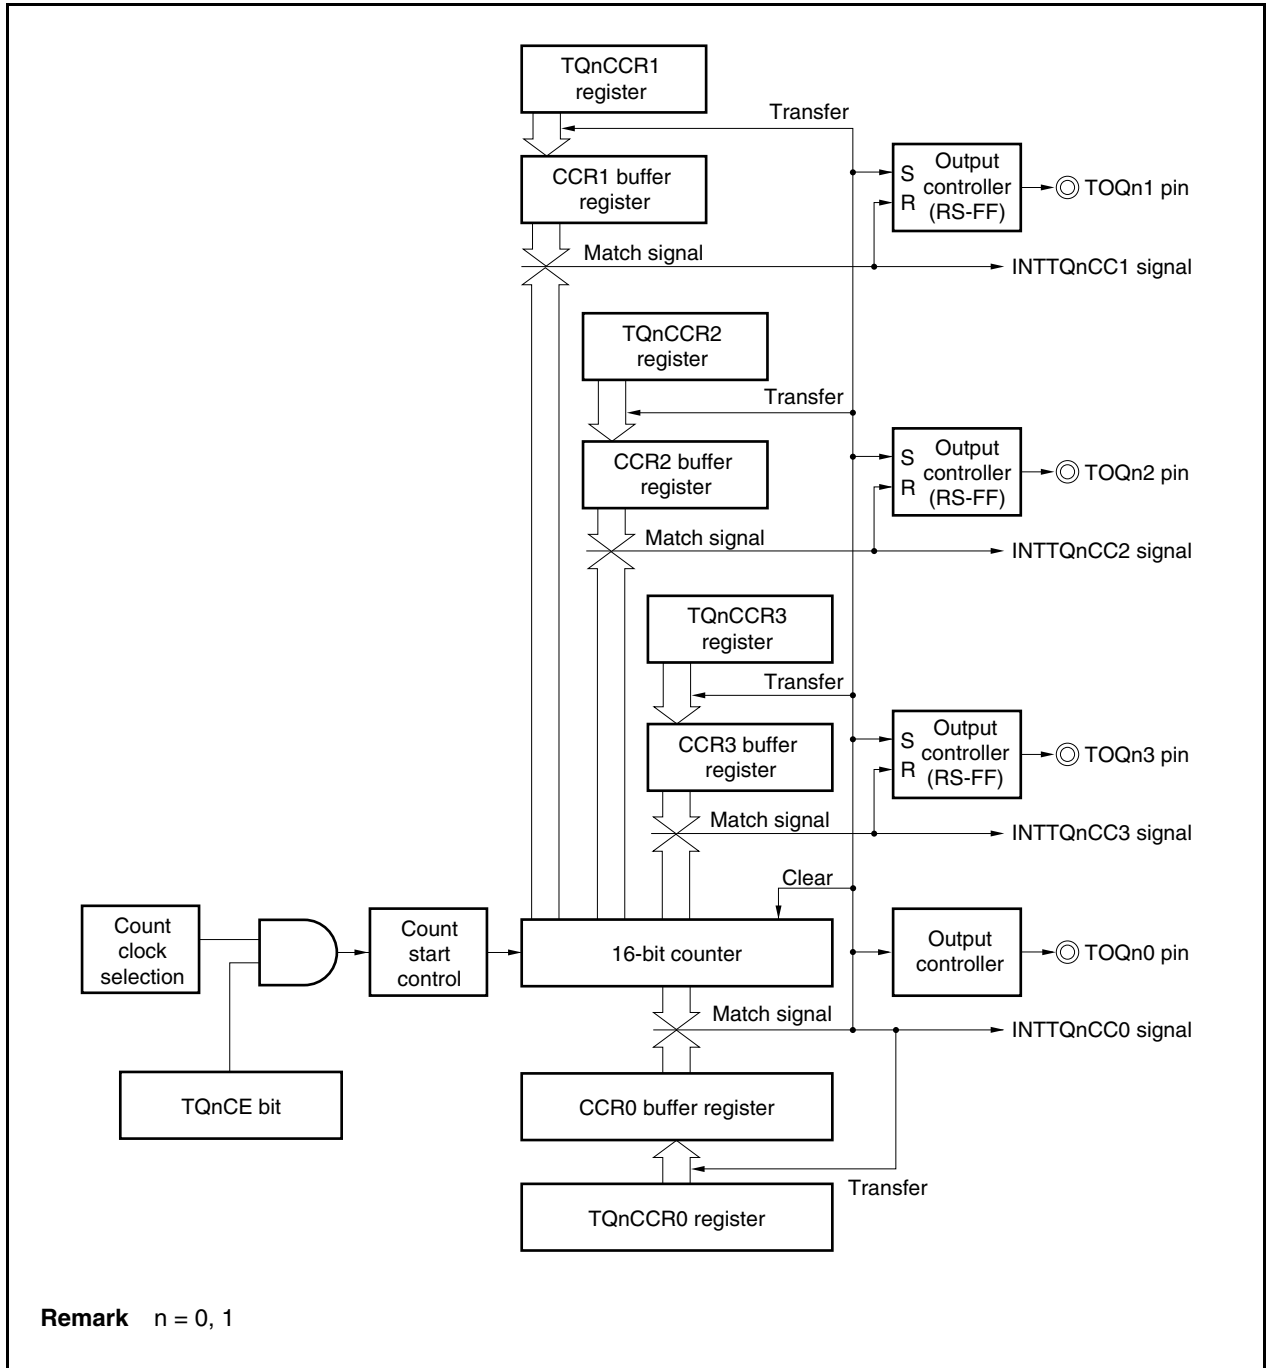 TQnCCR1
register
Transfer
CCR1 buffer
register
S
R
Output
controller
(RS-FF)
TOQn1 pin
Match signal
INTTQnCC1 signal
TQnCCR2
register
Transfer
CCR2 buffer
register
S
R
Output
controller
(RS-FF)
TOQn2 pin
Match signal
INTTQnCC2 signal
TQnCCR3
register
Transfer
CCR3 buffer
register
S
R
Output
controller
(RS-FF)
TOQn3 pin
Match signal
INTTQnCC3 signal
Clear
Count
clock
selection
Count
start
control
16-bit counter
Output
controller
TOQn0 pin
Match signal
INTTQnCC0 signal
TQnCE bit
CCR0 buffer register
Transfer
TQnCCR0 register
Remark n = 0, 1